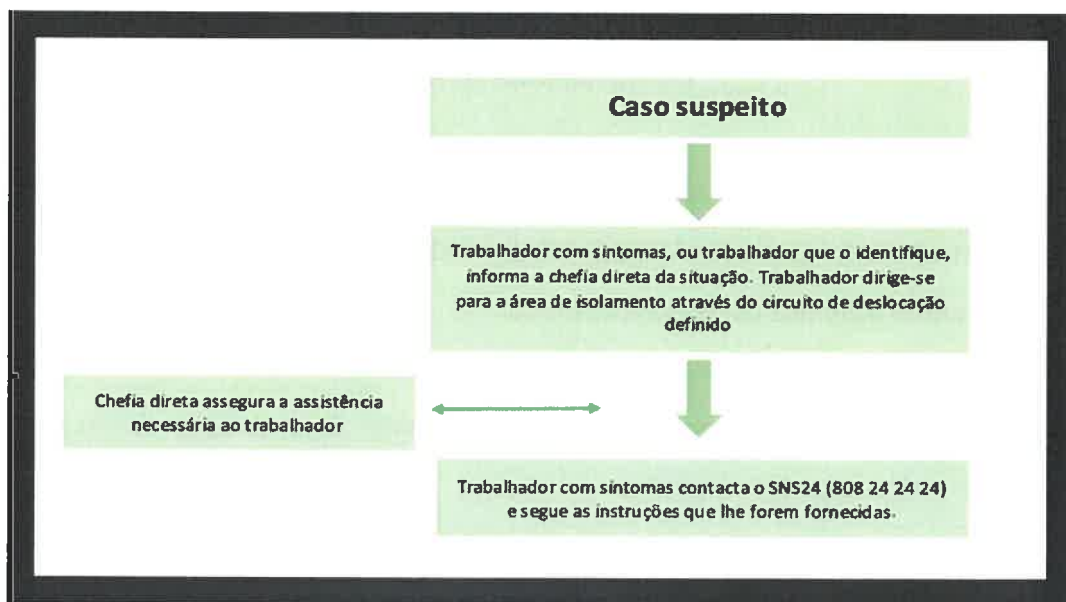 Caso suspeito
Trabalhador com sintomas, ou trabalhador que o identifique,
informa a chefia direta da situação. Trabalhador dirige-se
para a área de isolamento através do circuito de deslocação
definido
Chefia direta assegura a assistência
necessária ao trabalhador
Trabalhador com sintomas contacta o SNS24 (808 24 24 24)
e segue as instruções que lhe forem fornecidas.